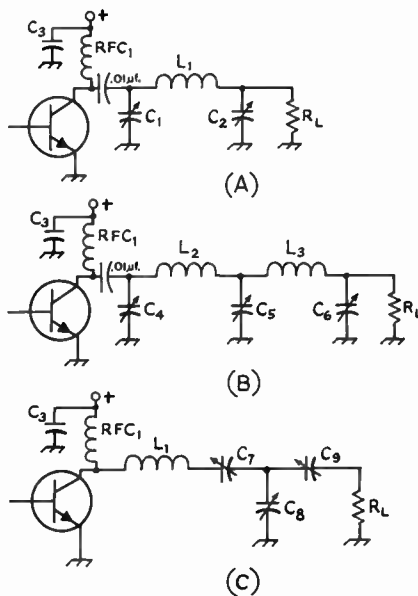 +
C3
RFC1
.01µf.
L1
C1
C2
RL
(A)
+
C3
RFC1
.01µf.
L2
L3
C4
C5
C6
RL
(B)
+
C3
RFC1
L1
C7
C9
C8
RL
(C)